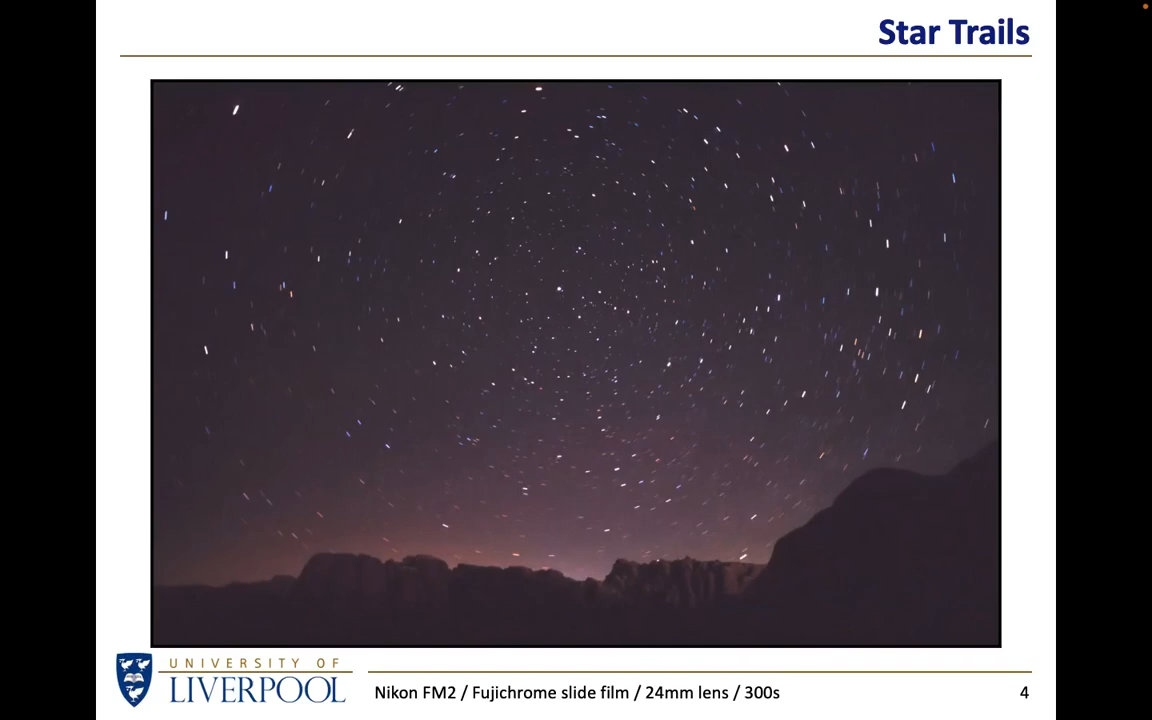 Star Trails
UNIVERSITY OF
LIVERPOOL
Nikon FM2 / Fujichrome slide film / 24mm lens / 300s
4